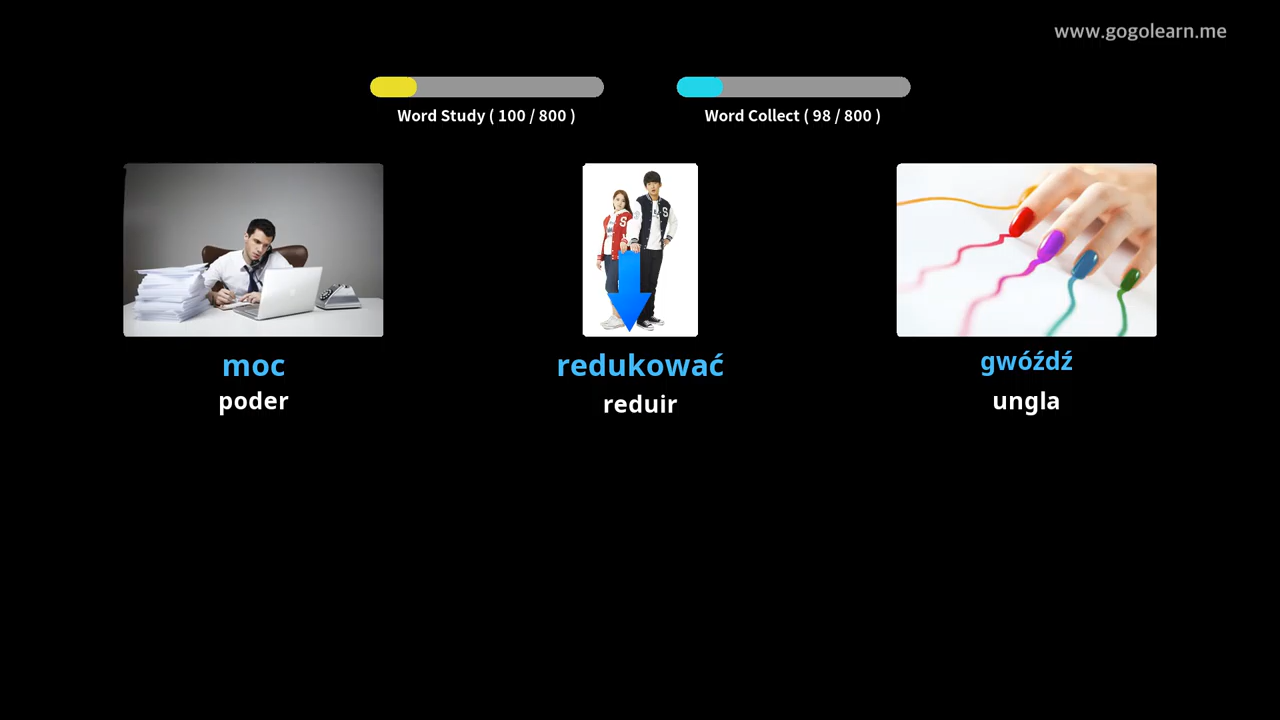 www.gogolearn.me
Word Study ( 100 / 800 )
Word Collect ( 98 / 800 )
S
S
moc
redukować
gwóźdź
poder
reduir
ungla